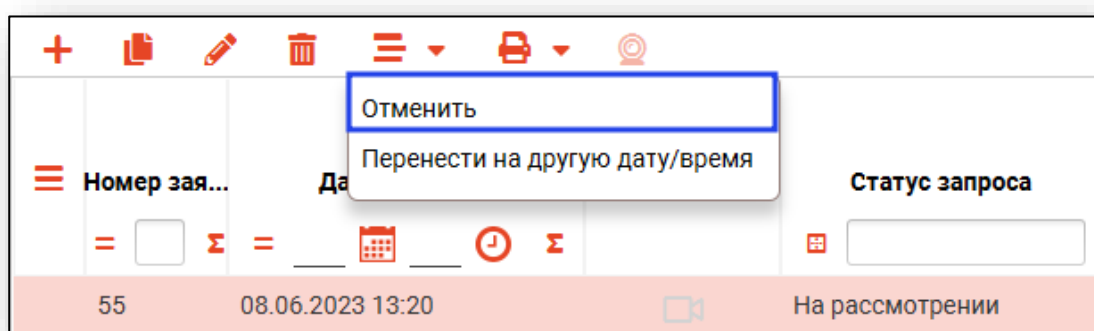 Отменить
Перенести на другую дату/время
Номер зая...
Да
Статус запроса
= Σ = Σ
55 08.06.2023 13:20 На рассмотрении